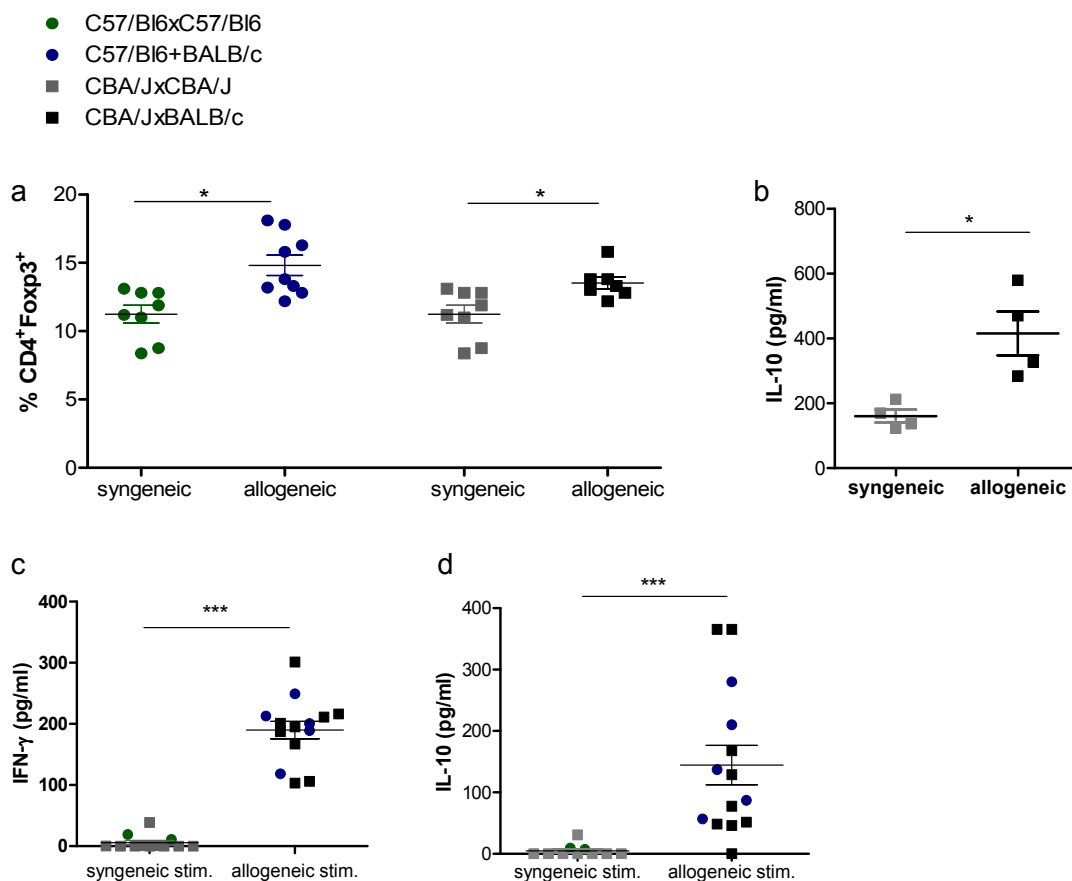 C57/Bl6xC57/Bl6
C57/Bl6+BALB/c
CBA/JxCBA/J
CBA/JxBALB/c
a
% CD4+Foxp3+
20
15
10
5
0
*
*
syngeneic
allogeneic
syngeneic
allogeneic
b
IL-10 (pg/ml)
800
600
400
200
0
*
syngeneic
allogeneic
c
IFN-γ (pg/ml)
400
300
200
100
0
***
syngeneic stim.
allogeneic stim.
d
IL-10 (pg/ml)
400
300
200
100
0
***
syngeneic stim.
allogeneic stim.